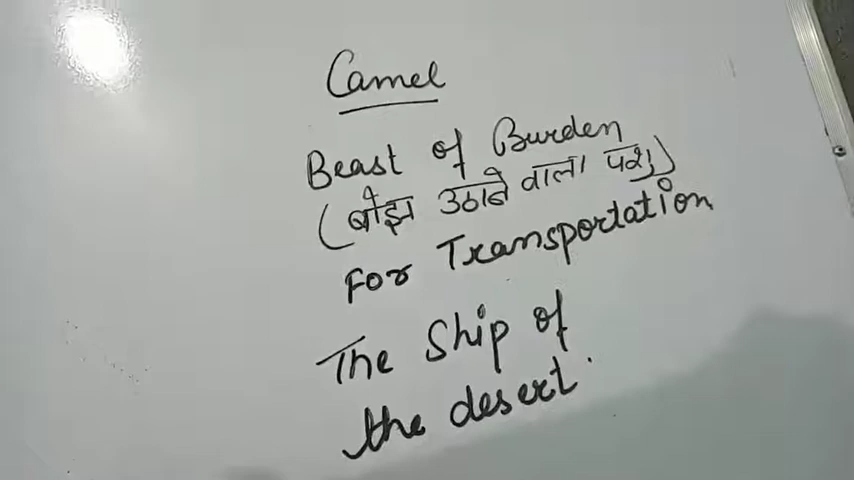 Camel
Beast of Burden
(बोझ उठाने वाला पशु)
For Transportation
The Ship of
the desert.